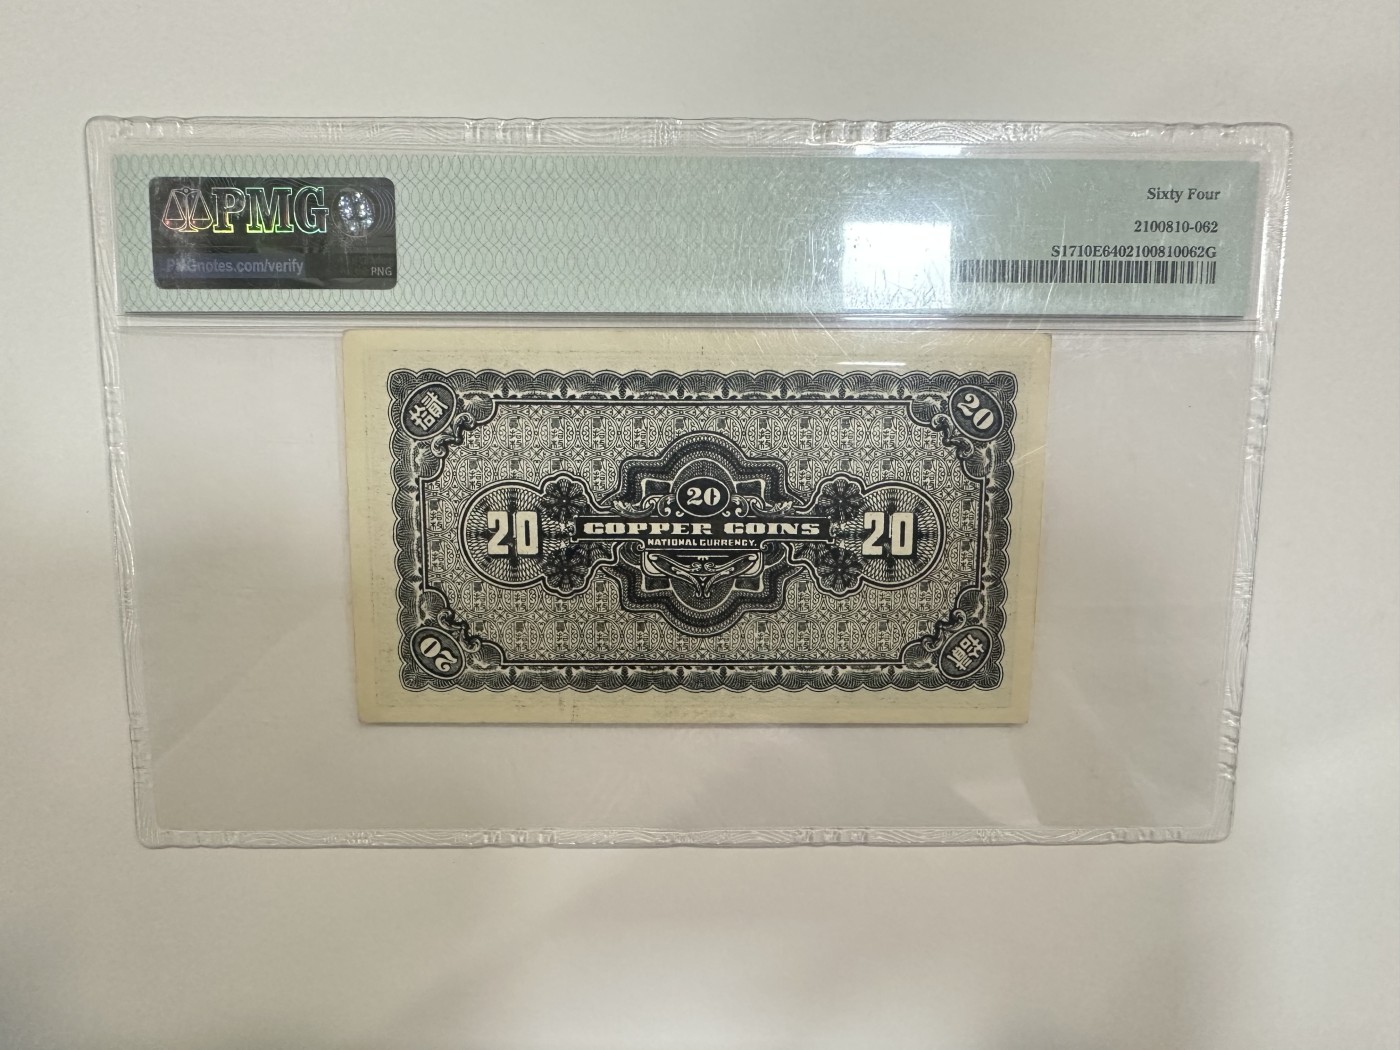 PMG
PMGnotes.com/verify
PNG
Sixty Four
2100810-062
S1710E6402100810062G
20
20
COPPER COINS
20
20
NATIONAL CURRENCY.
20